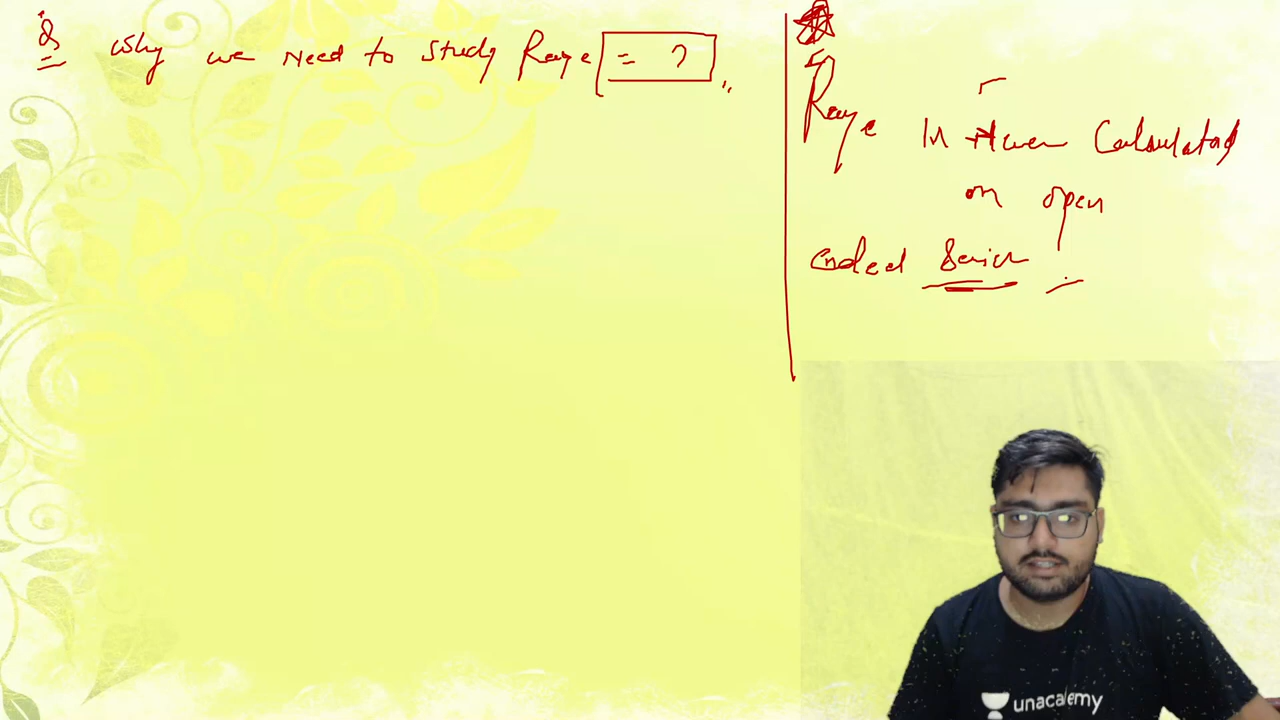 Q why we need to study Range = ?
Range is never calculated
on open
ended series
unacademy